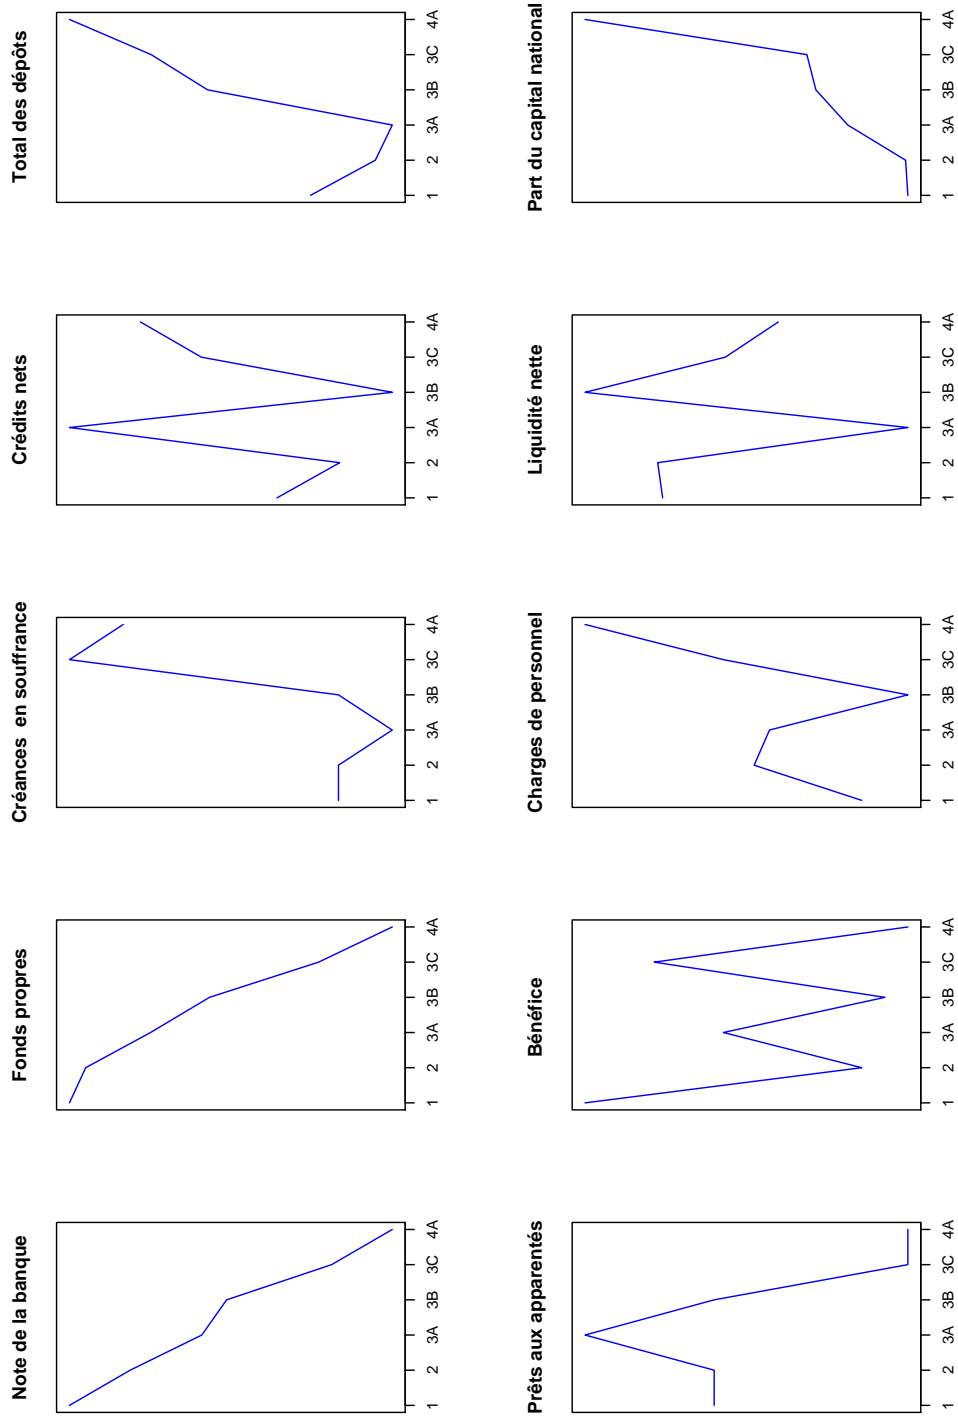 Total des dépôts
1 2 3A 3B 3C 4A
Part du capital national
1 2 3A 3B 3C 4A
Crédits nets
1 2 3A 3B 3C 4A
Liquidité nette
1 2 3A 3B 3C 4A
Créances en souffrance
1 2 3A 3B 3C 4A
Charges de personnel
1 2 3A 3B 3C 4A
Fonds propres
1 2 3A 3B 3C 4A
Bénéfice
1 2 3A 3B 3C 4A
Note de la banque
1 2 3A 3B 3C 4A
Prêts aux apparentés
1 2 3A 3B 3C 4A